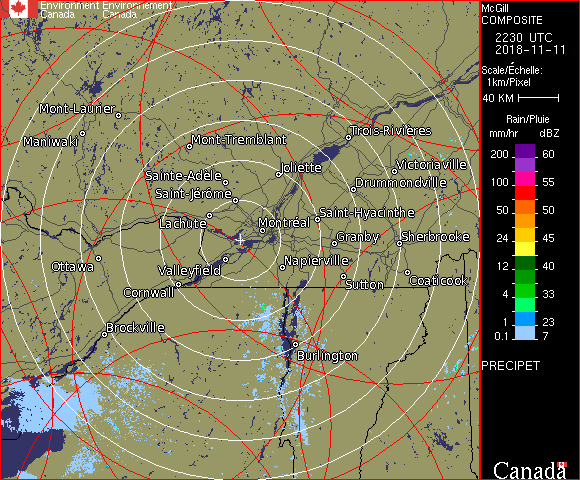 Environment Environnement
Canada Canada
McGill
COMPOSITE
2230 UTC
2018-11-11
Scale/Échelle:
1km/Pixel
40 KM
Rain/Pluie
mm/hr dBZ
200 60
150 57
100 55
50 50
24 45
12 40
4 33
1 23
0.1 7
PRECIPET
Canada
Mont-Laurier
Maniwaki
Mont-Tremblant
Trois-Rivières
Joliette
Victoriaville
Sainte-Adèle
Drummondville
Saint-Jérôme
Saint-Hyacinthe
Lachute
Montréal
Granby
Sherbrooke
Ottawa
Valleyfield
Napierville
Cornwall
Sutton
Coaticook
Brockville
Burlington